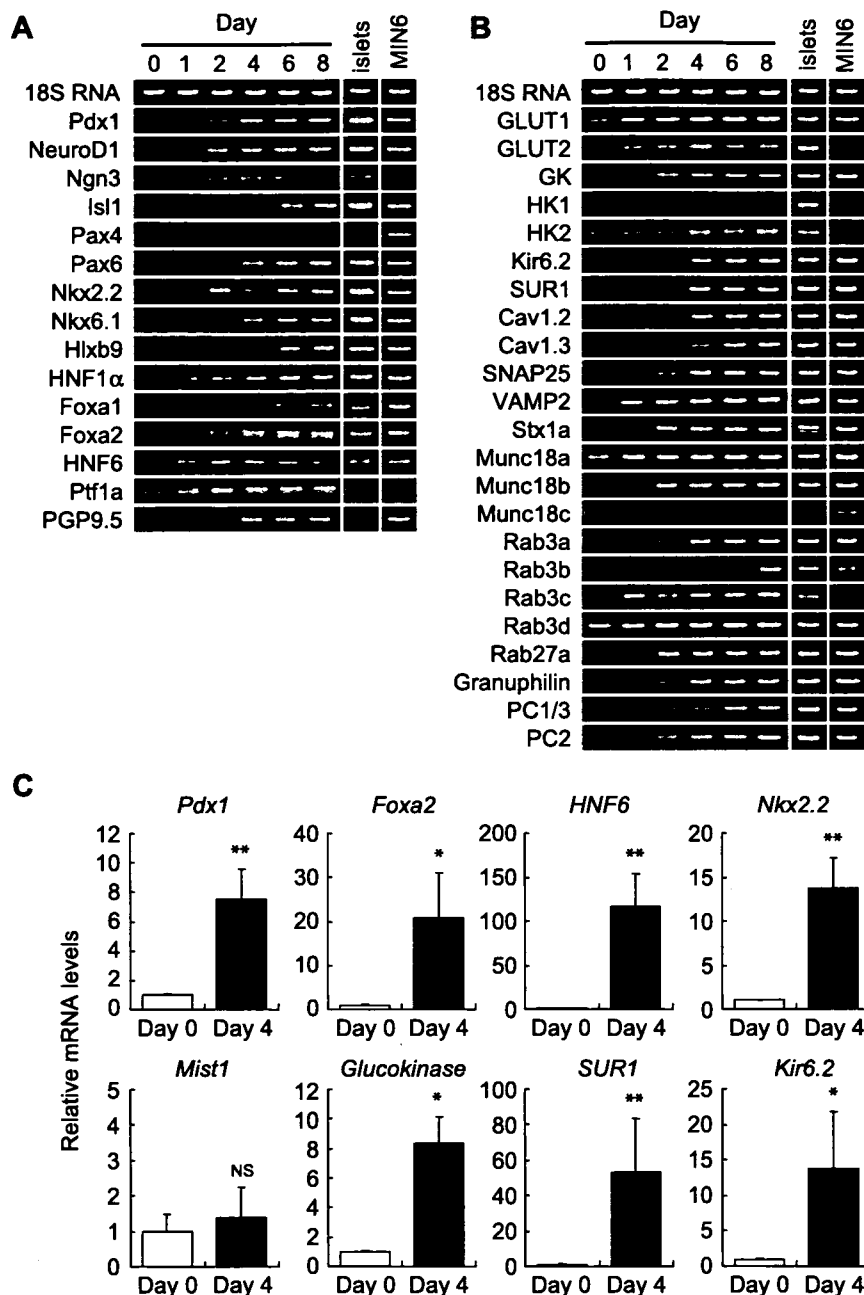 A
Day
0 1 2 4 6 8 islets MIN6
18S RNA
Pdx1
NeuroD1
Ngn3
Isl1
Pax4
Pax6
Nkx2.2
Nkx6.1
Hlxb9
HNF1α
Foxa1
Foxa2
HNF6
Ptf1a
PGP9.5
B
Day
0 1 2 4 6 8 islets MIN6
18S RNA
GLUT1
GLUT2
GK
HK1
HK2
Kir6.2
SUR1
Cav1.2
Cav1.3
SNAP25
VAMP2
Stx1a
Munc18a
Munc18b
Munc18c
Rab3a
Rab3b
Rab3c
Rab3d
Rab27a
Granuphilin
PC1/3
PC2
C
Relative mRNA levels
Pdx1
12
10
8
6
4
2
0
**
Day 0 Day 4
Foxa2
40
30
20
10
0
*
Day 0 Day 4
HNF6
200
150
100
50
0
**
Day 0 Day 4
Nkx2.2
20
15
10
5
0
**
Day 0 Day 4
Mist1
5
4
3
2
1
0
NS
Day 0 Day 4
Glucokinase
12
10
8
6
4
2
0
*
Day 0 Day 4
SUR1
100
80
60
40
20
0
**
Day 0 Day 4
Kir6.2
25
20
15
10
5
0
*
Day 0 Day 4